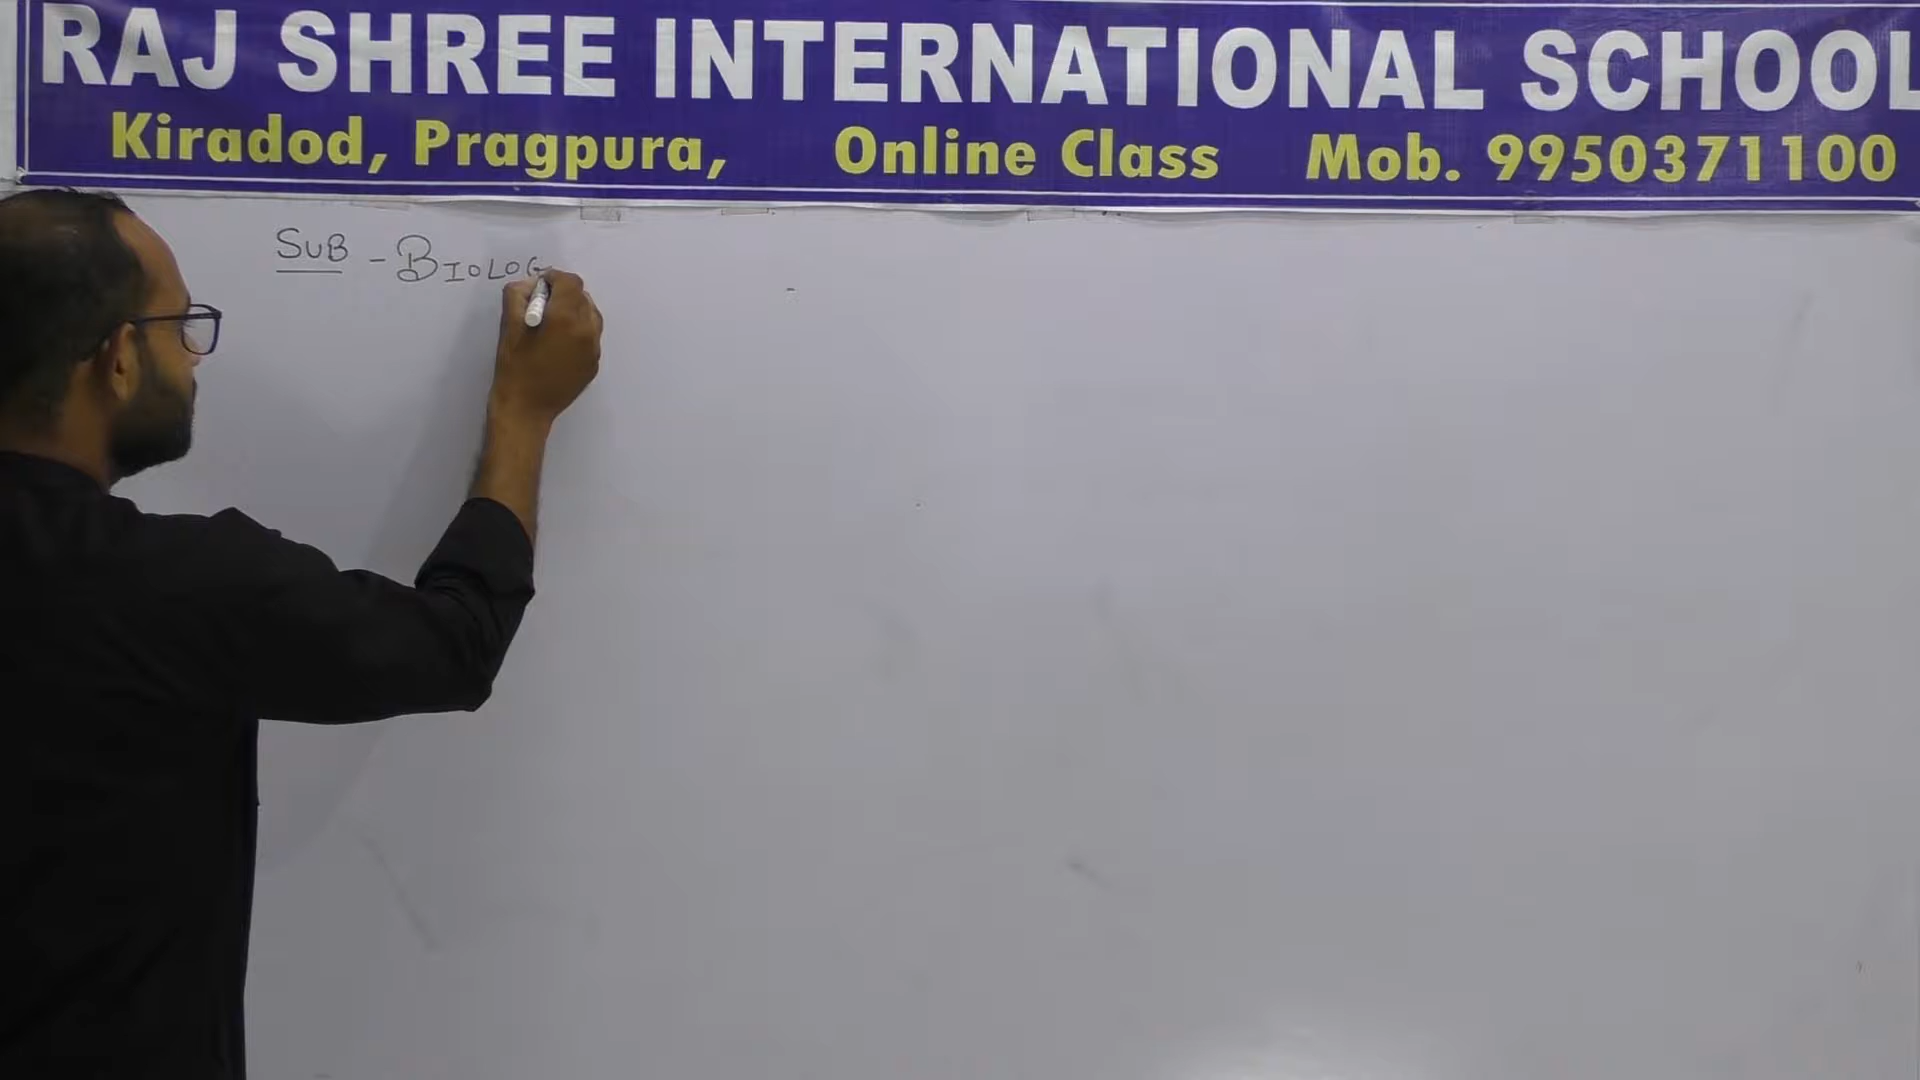 RAJ SHREE INTERNATIONAL SCHOOL
Kiradod, Pragpura, Online Class Mob. 9950371100
SUB - BIOLOG